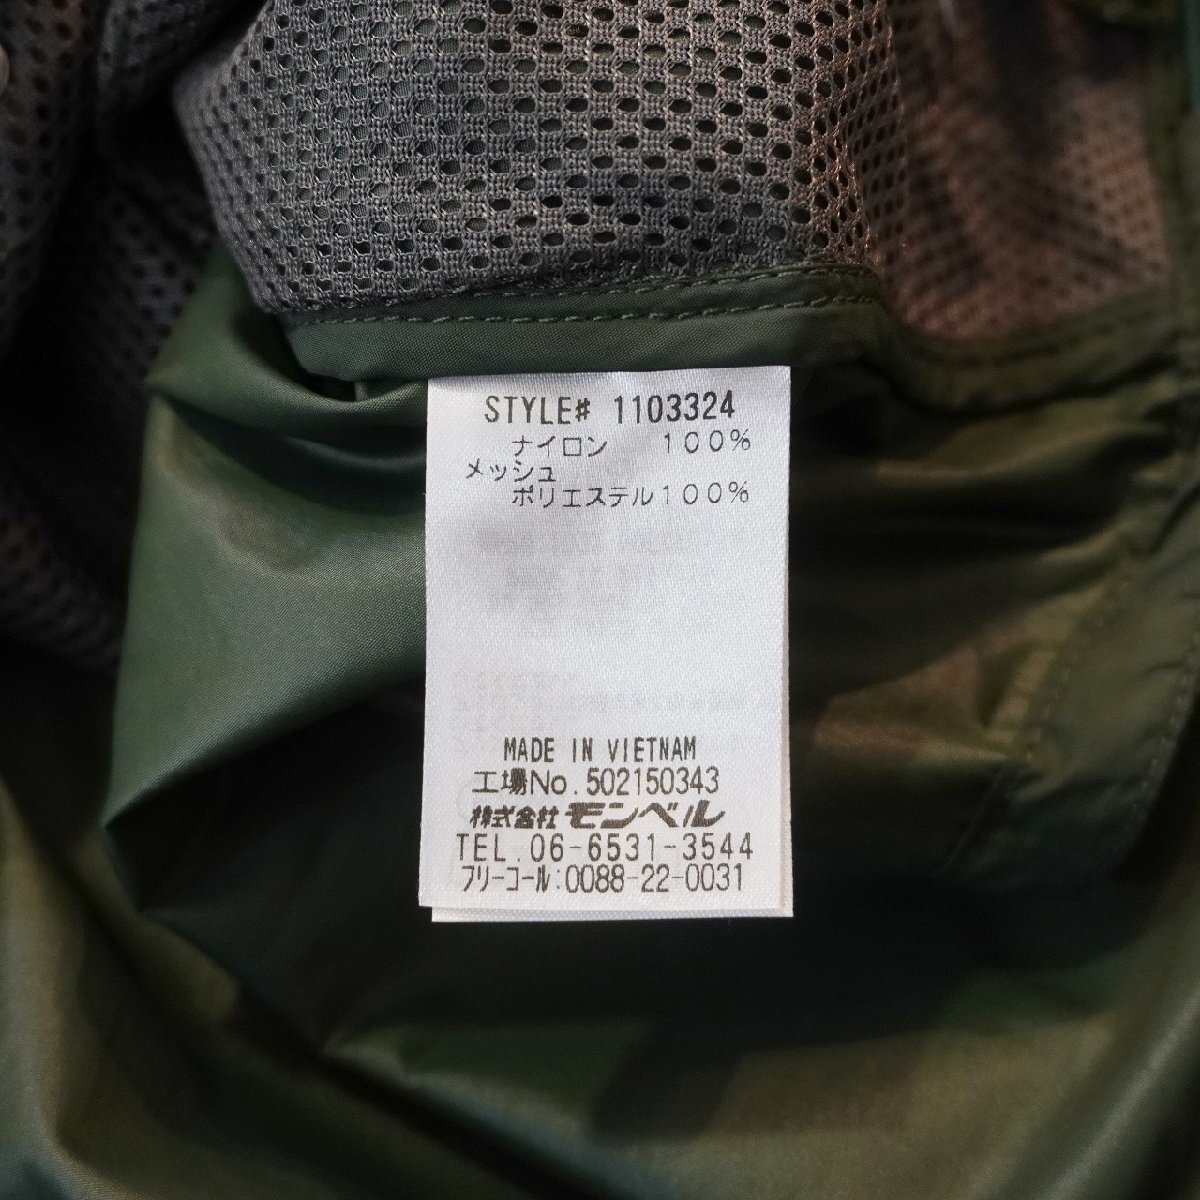 STYLE# 1103324
ナイロン 100%
メッシュ
ポリエステル100%
MADE IN VIETNAM
工場No.502150343
株式会社モンベル
TEL.06-6531-3544
フリーコール:0088-22-0031